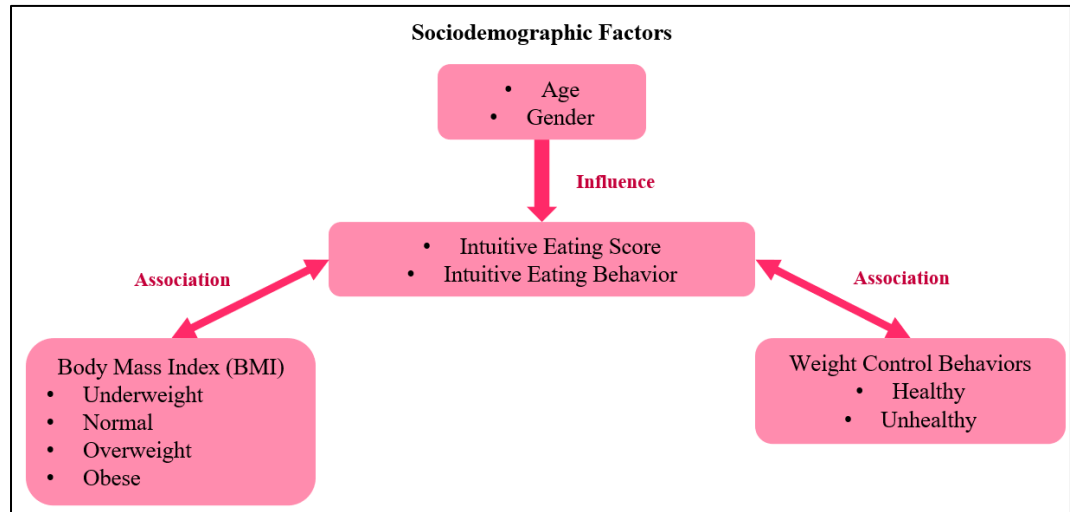 Sociodemographic Factors
• Age
• Gender
Influence
• Intuitive Eating Score
• Intuitive Eating Behavior
Association
Association
Body Mass Index (BMI)
• Underweight
• Normal
• Overweight
• Obese
Weight Control Behaviors
• Healthy
• Unhealthy